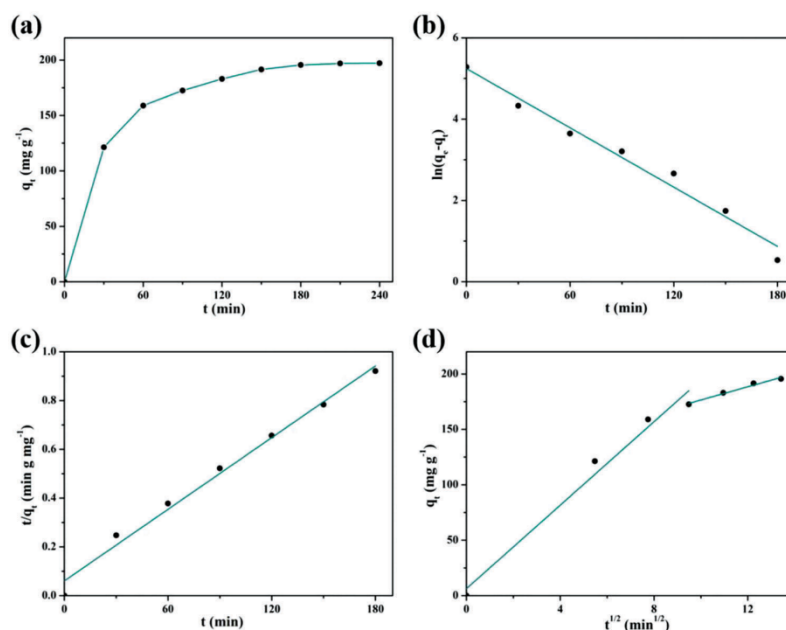 (a)
200
150
100
50
0
qₜ (mg g⁻¹)
0 60 120 180 240
t (min)
(b)
6
4
2
0
ln(qₑ-qₜ)
0 60 120 180
t (min)
(c)
1.0
0.8
0.6
0.4
0.2
0.0
t/qₜ (min g mg⁻¹)
0 60 120 180
t (min)
(d)
200
150
100
50
0
qₜ (mg g⁻¹)
0 4 8 12
t^1/2 (min^1/2)